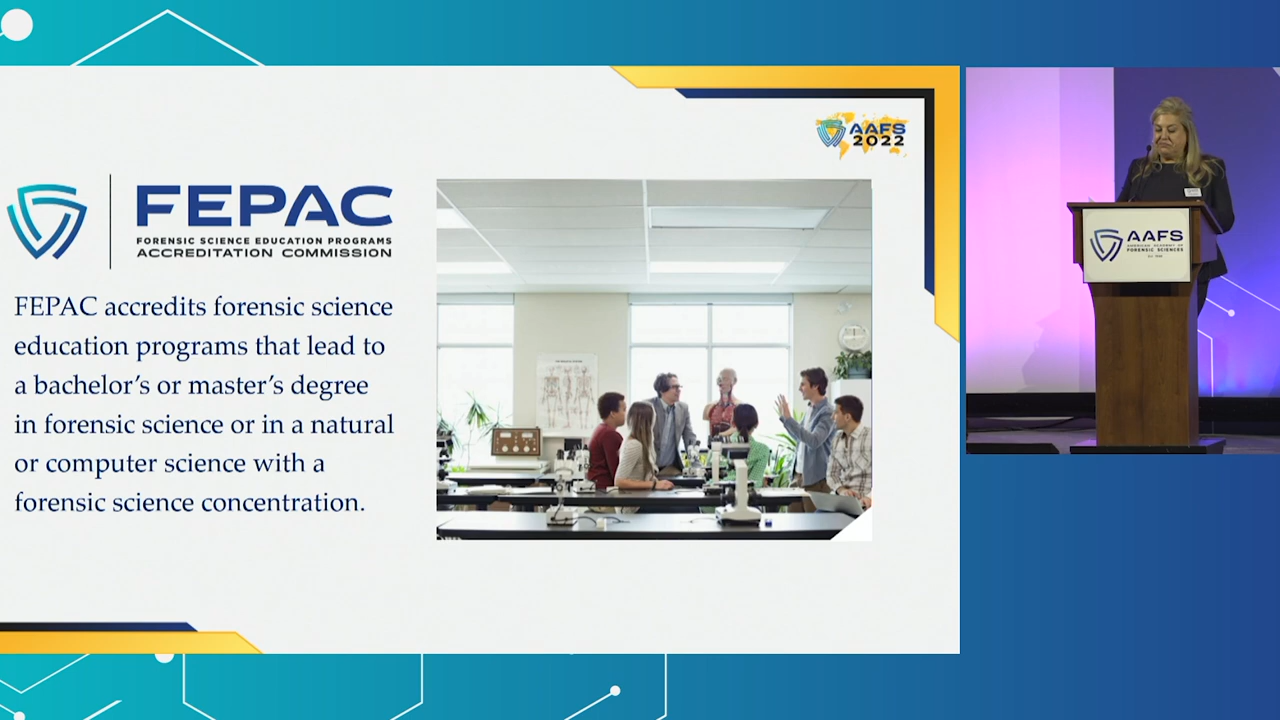 AAFS
2022
FEPAC
FORENSIC SCIENCE EDUCATION PROGRAMS
ACCREDITATION COMMISSION
FEPAC accredits forensic science
education programs that lead to
a bachelor's or master's degree
in forensic science or in a natural
or computer science with a
forensic science concentration.
AAFS
AMERICAN ACADEMY OF
FORENSIC SCIENCES